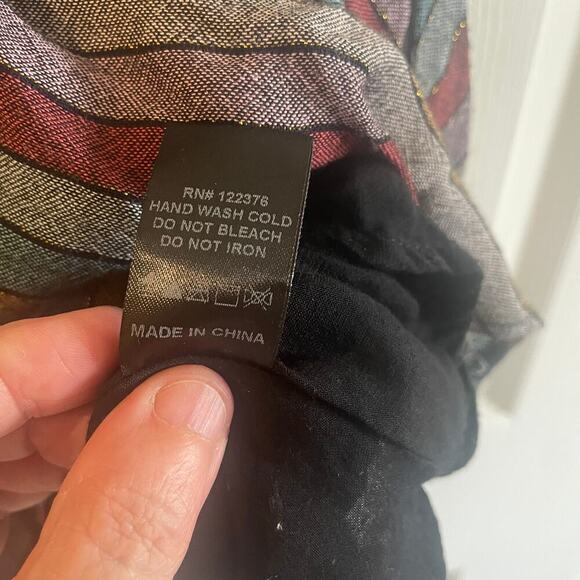 RN# 122376
HAND WASH COLD
DO NOT BLEACH
DO NOT IRON
MADE IN CHINA